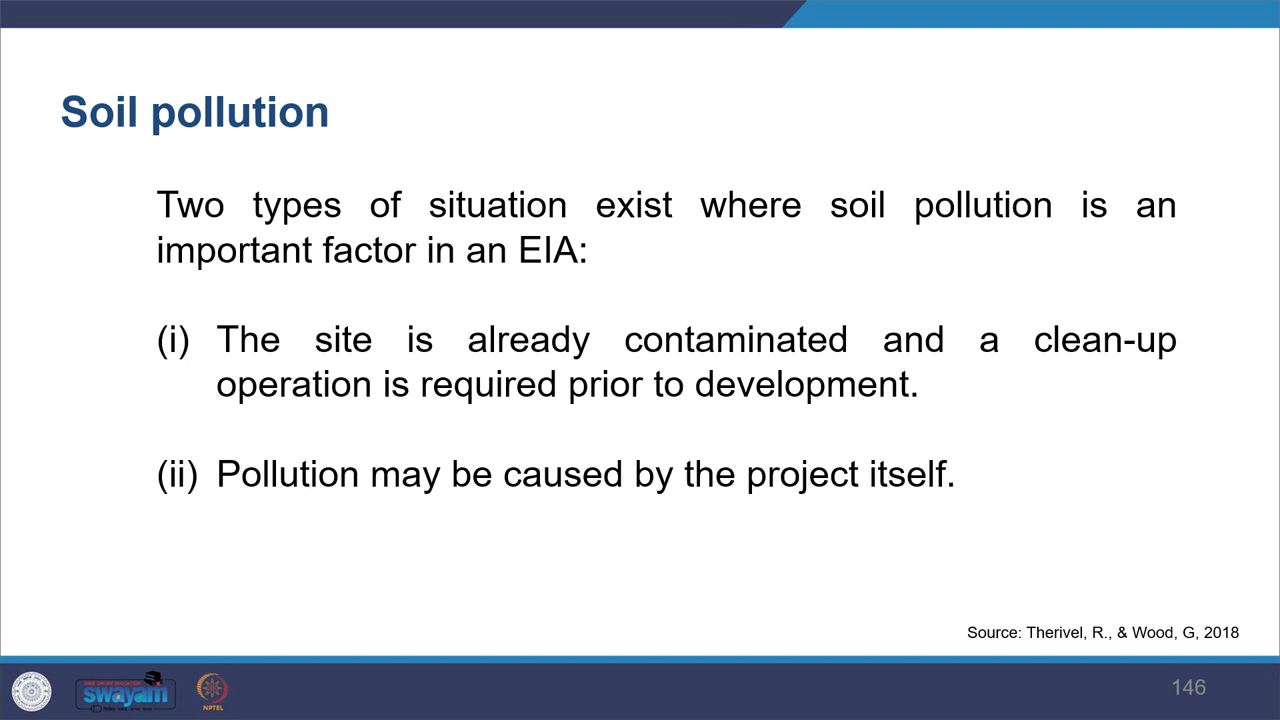 Soil pollution
Two types of situation exist where soil pollution is an
important factor in an EIA:
(i) The site is already contaminated and a clean-up
operation is required prior to development.
(ii) Pollution may be caused by the project itself.
Source: Therivel, R., & Wood, G, 2018
swayam
NPTEL
146